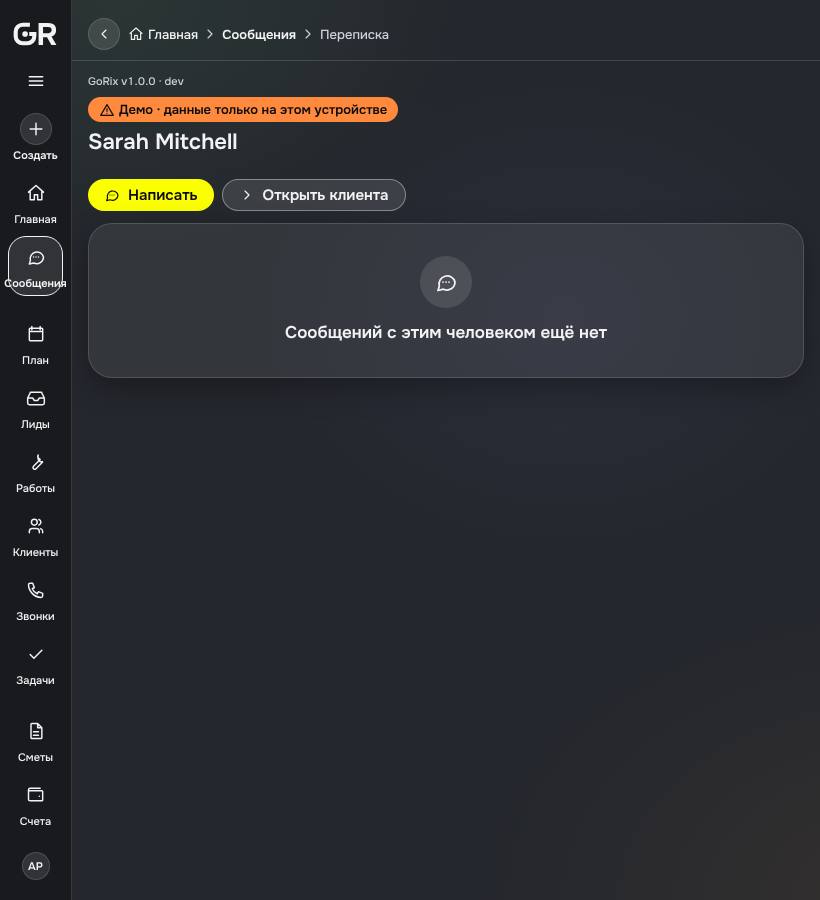 GR
Главная
Сообщения
Переписка
GoRix v1.0.0 · dev
Демо · данные только на этом устройстве
Sarah Mitchell
Написать
Открыть клиента
Сообщений с этим человеком ещё нет
Создать
Главная
Сообщения
План
Лиды
Работы
Клиенты
Звонки
Задачи
Сметы
Счета
AP